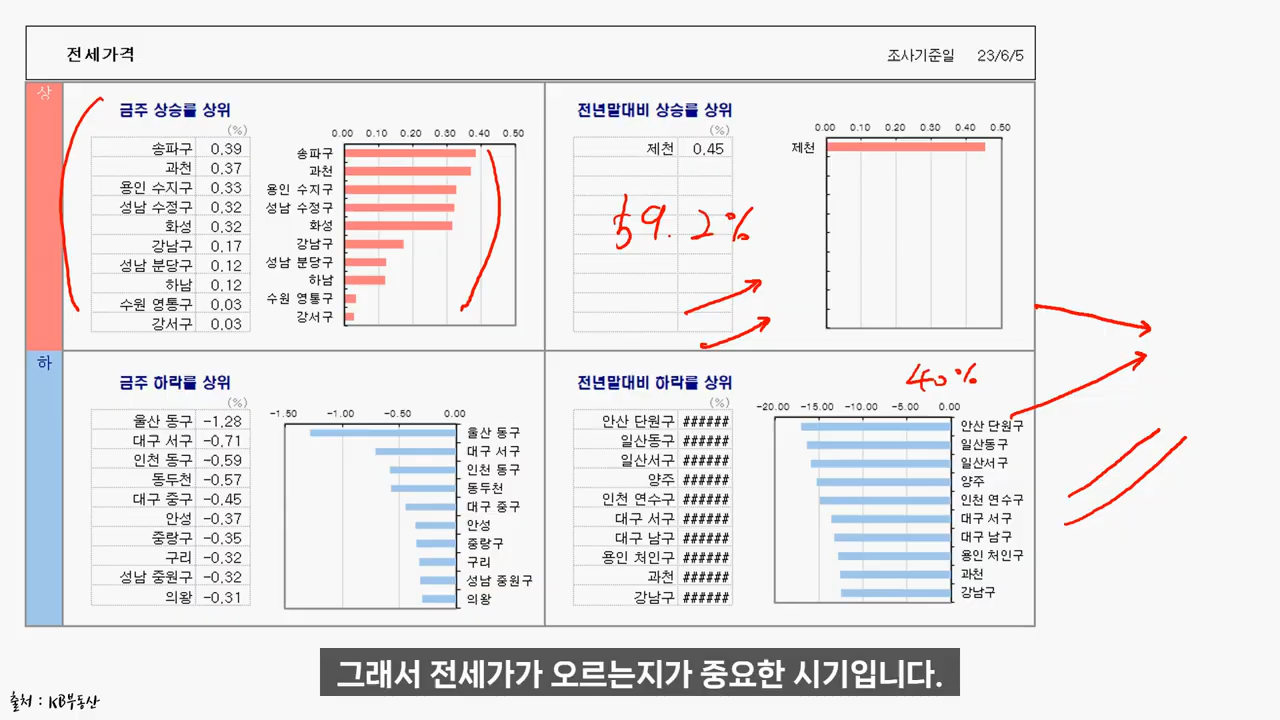 전세가격
조사기준일 23/6/5
상
금주 상승률 상위
(%)
송파구 0.39
과천 0.37
용인 수지구 0.33
성남 수정구 0.32
화성 0.32
강남구 0.17
성남 분당구 0.12
하남 0.12
수원 영통구 0.03
강서구 0.03
0.00 0.10 0.20 0.30 0.40 0.50
송파구
과천
용인 수지구
성남 수정구
화성
강남구
성남 분당구
하남
수원 영통구
강서구
전년말대비 상승률 상위
(%)
제천 0.45
59.2%
0.00 0.10 0.20 0.30 0.40 0.50
제천
하
금주 하락률 상위
(%)
울산 동구 -1.28
대구 서구 -0.71
인천 동구 -0.59
동두천 -0.57
대구 중구 -0.45
안성 -0.37
중랑구 -0.35
구리 -0.32
성남 중원구 -0.32
의왕 -0.31
-1.50 -1.00 -0.50 0.00
울산 동구
대구 서구
인천 동구
동두천
대구 중구
안성
중랑구
구리
성남 중원구
의왕
전년말대비 하락률 상위
(%)
안산 단원구 ######
일산동구 ######
일산서구 ######
양주 ######
인천 연수구 ######
대구 서구 ######
대구 남구 ######
용인 처인구 ######
과천 ######
강남구 ######
40%
-20.00 -15.00 -10.00 -5.00 0.00
안산 단원구
일산동구
일산서구
양주
인천 연수구
대구 서구
대구 남구
용인 처인구
과천
강남구
그래서 전세가가 오르는지가 중요한 시기입니다.
출처 : KB부동산